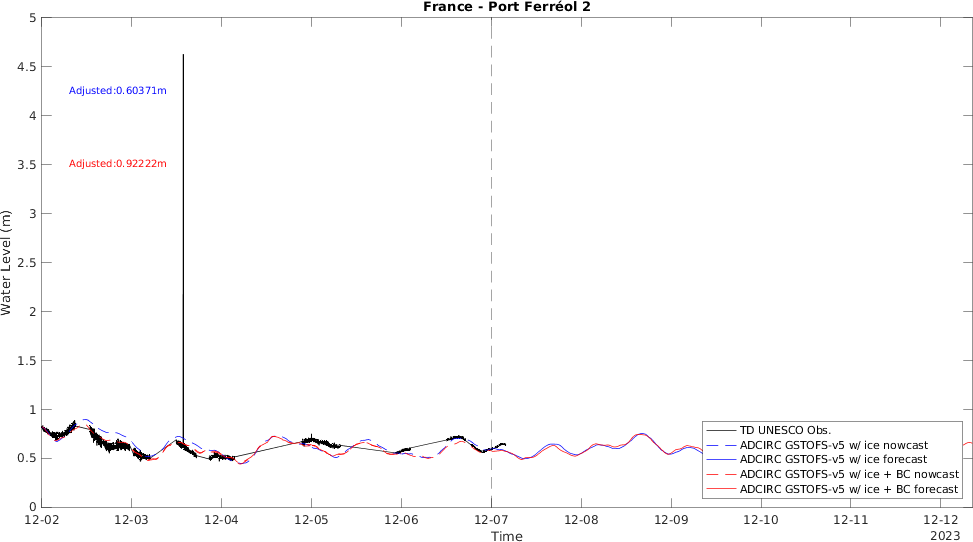 France - Port Ferréol 2
5
4.5
4
3.5
3
2.5
2
1.5
1
0.5
0
Water Level (m)
Adjusted:0.60371m
Adjusted:0.92222m
TD UNESCO Obs.
ADCIRC GSTOFS-v5 w/ ice nowcast
ADCIRC GSTOFS-v5 w/ ice forecast
ADCIRC GSTOFS-v5 w/ ice + BC nowcast
ADCIRC GSTOFS-v5 w/ ice + BC forecast
12-02 12-03 12-04 12-05 12-06 12-07 12-08 12-09 12-10 12-11 12-12
Time
2023